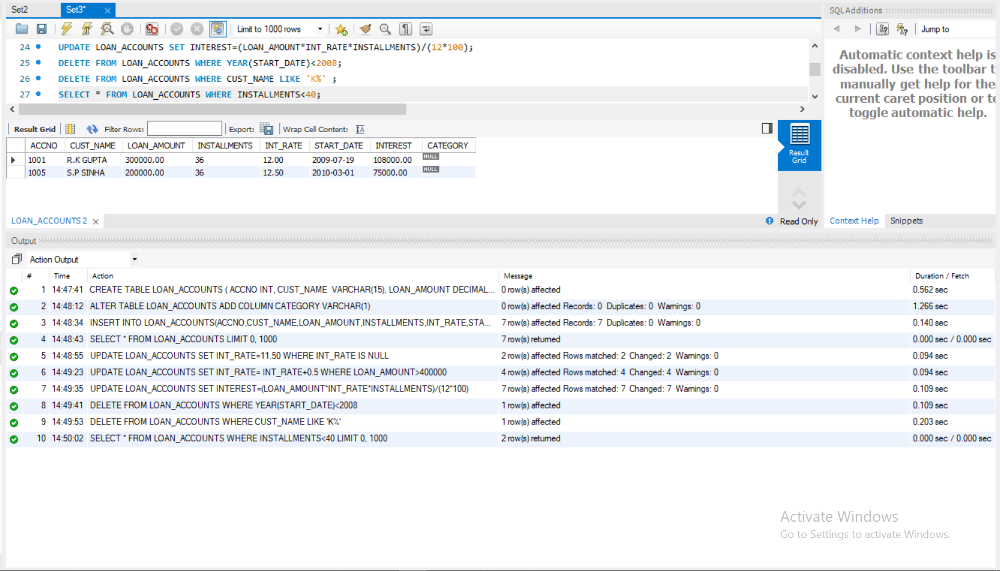 Set2 Set3* SQLAdditions
Limit to 1000 rows Jump to
24 UPDATE LOAN_ACCOUNTS SET INTEREST=(LOAN_AMOUNT*INT_RATE*INSTALLMENTS)/(12*100);
25 DELETE FROM LOAN_ACCOUNTS WHERE YEAR(START_DATE)<2008;
26 DELETE FROM LOAN_ACCOUNTS WHERE CUST_NAME LIKE 'K%' ;
27 SELECT * FROM LOAN_ACCOUNTS WHERE INSTALLMENTS<40;
Automatic context help is
disabled. Use the toolbar t
manually get help for the
current caret position or to
toggle automatic help.
Result Grid Filter Rows: Export: Wrap Cell Content:
ACCNO CUST_NAME LOAN_AMOUNT INSTALLMENTS INT_RATE START_DATE INTEREST CATEGORY
1001 R.K GUPTA 300000.00 36 12.00 2009-07-19 108000.00 NULL
1005 S.P SINHA 200000.00 36 12.50 2010-03-01 75000.00 NULL
Result
Grid
LOAN_ACCOUNTS 2 Read Only Context Help Snippets
Output
Action Output
# Time Action Message Duration / Fetch
1 14:47:41 CREATE TABLE LOAN_ACCOUNTS ( ACCNO INT, CUST_NAME VARCHAR(15), LOAN_AMOUNT DECIMAL... 0 row(s) affected 0.562 sec
2 14:48:12 ALTER TABLE LOAN_ACCOUNTS ADD COLUMN CATEGORY VARCHAR(1) 0 row(s) affected Records: 0 Duplicates: 0 Warnings: 0 1.266 sec
3 14:48:34 INSERT INTO LOAN_ACCOUNTS(ACCNO,CUST_NAME,LOAN_AMOUNT,INSTALLMENTS,INT_RATE,STA... 7 row(s) affected Records: 7 Duplicates: 0 Warnings: 0 0.140 sec
4 14:48:43 SELECT * FROM LOAN_ACCOUNTS LIMIT 0, 1000 7 row(s) returned 0.000 sec / 0.000 sec
5 14:48:55 UPDATE LOAN_ACCOUNTS SET INT_RATE=11.50 WHERE INT_RATE IS NULL 2 row(s) affected Rows matched: 2 Changed: 2 Warnings: 0 0.094 sec
6 14:49:23 UPDATE LOAN_ACCOUNTS SET INT_RATE= INT_RATE+0.5 WHERE LOAN_AMOUNT>400000 4 row(s) affected Rows matched: 4 Changed: 4 Warnings: 0 0.094 sec
7 14:49:35 UPDATE LOAN_ACCOUNTS SET INTEREST=(LOAN_AMOUNT*INT_RATE*INSTALLMENTS)/(12*100) 7 row(s) affected Rows matched: 7 Changed: 7 Warnings: 0 0.109 sec
8 14:49:41 DELETE FROM LOAN_ACCOUNTS WHERE YEAR(START_DATE)<2008 1 row(s) affected 0.109 sec
9 14:49:53 DELETE FROM LOAN_ACCOUNTS WHERE CUST_NAME LIKE 'K%' 1 row(s) affected 0.203 sec
10 14:50:02 SELECT * FROM LOAN_ACCOUNTS WHERE INSTALLMENTS<40 LIMIT 0, 1000 2 row(s) returned 0.000 sec / 0.000 sec
Activate Windows
Go to Settings to activate Windows.